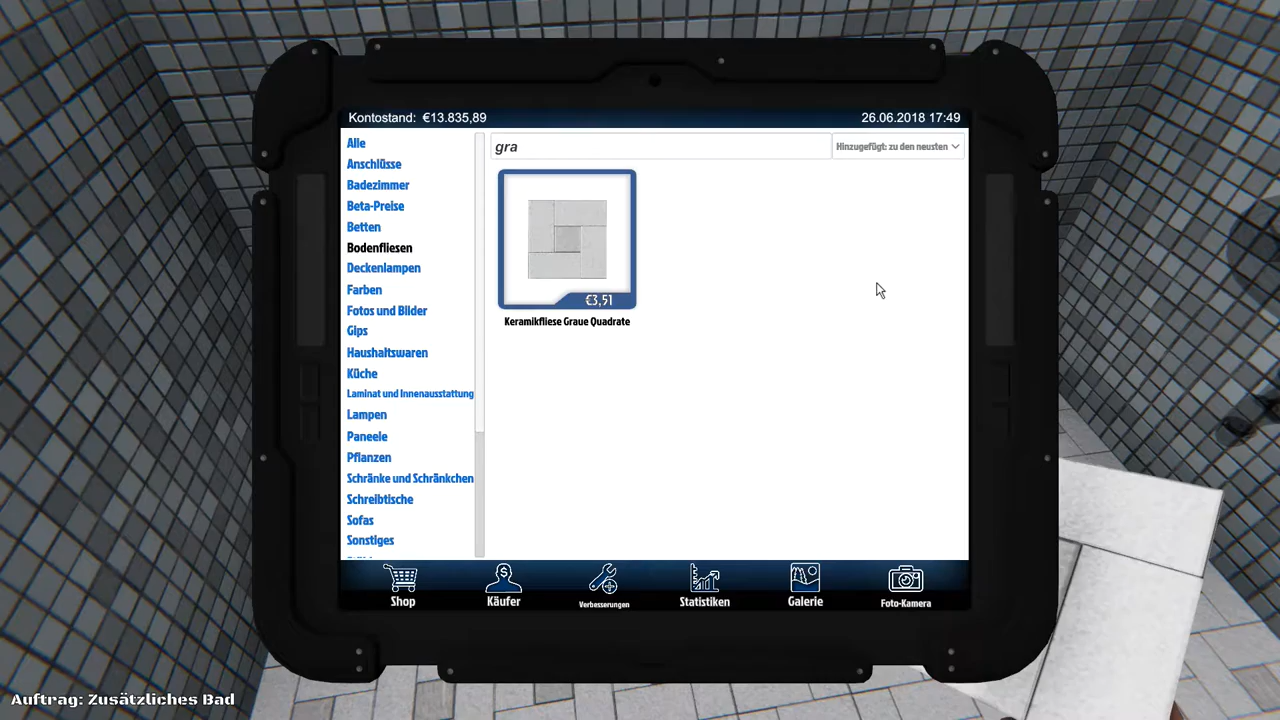 Kontostand: €13.835,89
26.06.2018 17:49
Alle
Anschlüsse
Badezimmer
Beta-Preise
Betten
Bodenfliesen
Deckenlampen
Farben
Fotos und Bilder
Gips
Haushaltswaren
Küche
Laminat und Innenausstattung
Lampen
Paneele
Pflanzen
Schränke und Schränkchen
Schreibtische
Sofas
Sonstiges
gra
Hinzugefügt: zu den neusten
€3,51
Keramikfliese Graue Quadrate
Shop
Käufer
Verbesserungen
Statistiken
Galerie
Foto-Kamera
Auftrag: Zusätzliches Bad